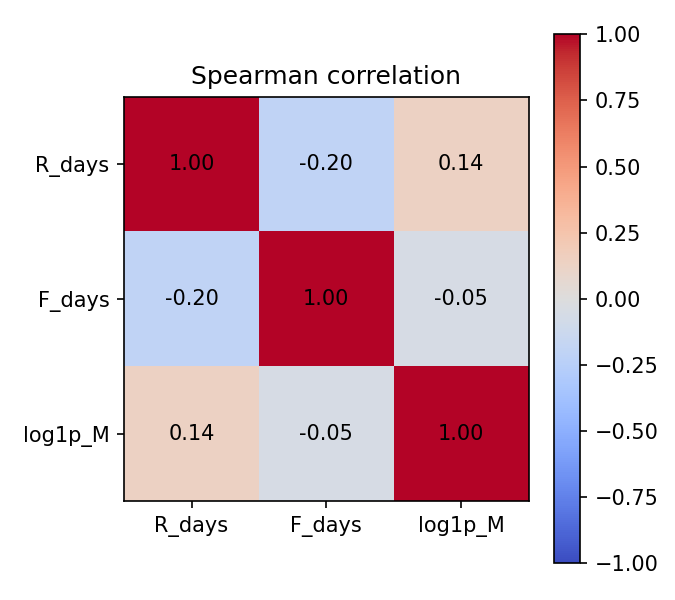 Spearman correlation
R_days 1.00 -0.20 0.14
F_days -0.20 1.00 -0.05
log1p_M 0.14 -0.05 1.00
R_days F_days log1p_M
1.00
0.75
0.50
0.25
0.00
−0.25
−0.50
−0.75
−1.00